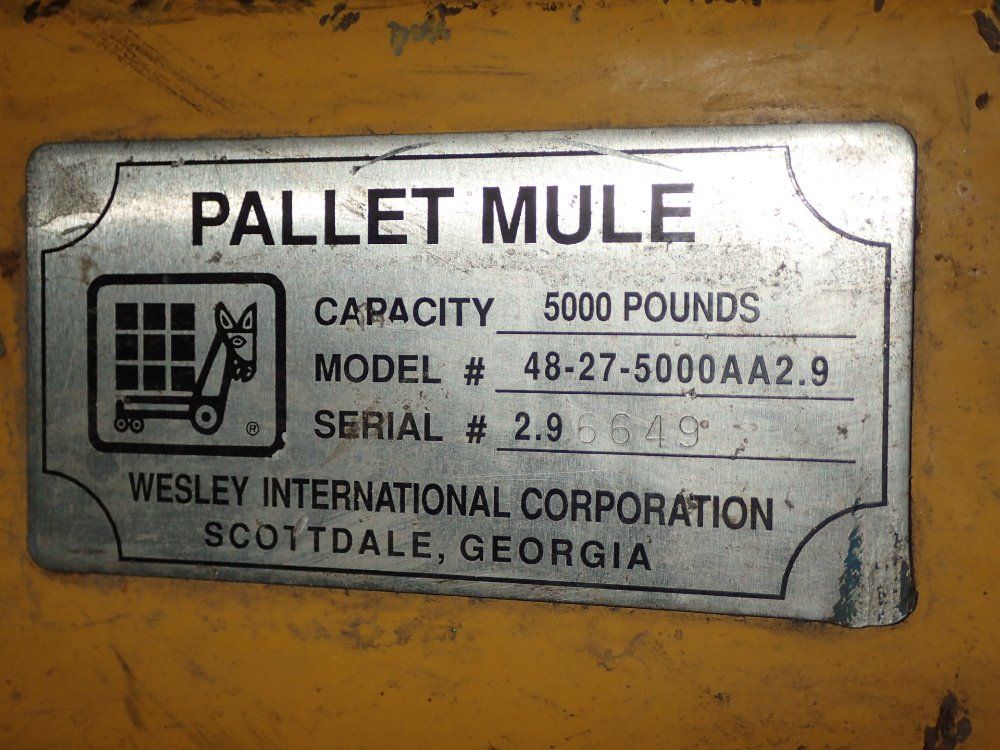 PALLET MULE
CAPACITY 5000 POUNDS
MODEL # 48-27-5000AA2.9
SERIAL # 2.96649
®
WESLEY INTERNATIONAL CORPORATION
SCOTTDALE, GEORGIA